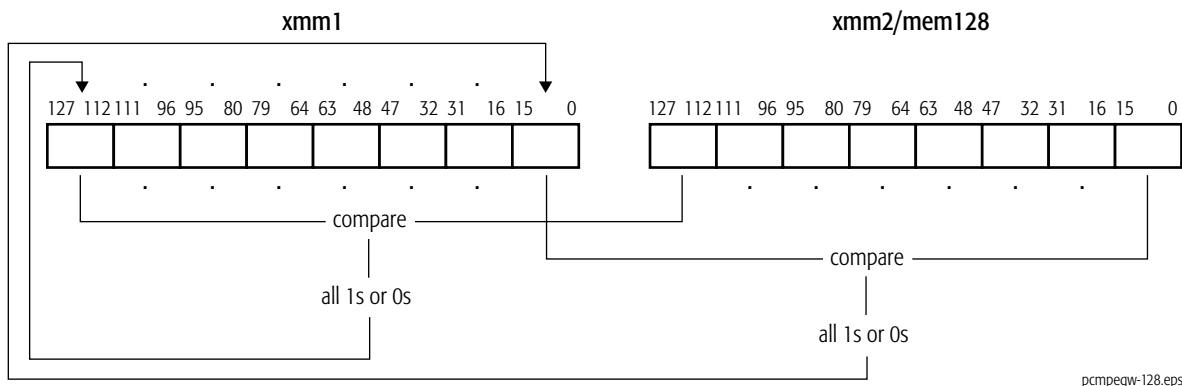 xmm1 xmm2/mem128
. . . . . .
127 112 111 96 95 80 79 64 63 48 47 32 31 16 15 0 127 112 111 96 95 80 79 64 63 48 47 32 31 16 15 0
. . . . . . . . . . . .
compare
compare
all 1s or 0s
all 1s or 0s
pcmpeqw-128.eps